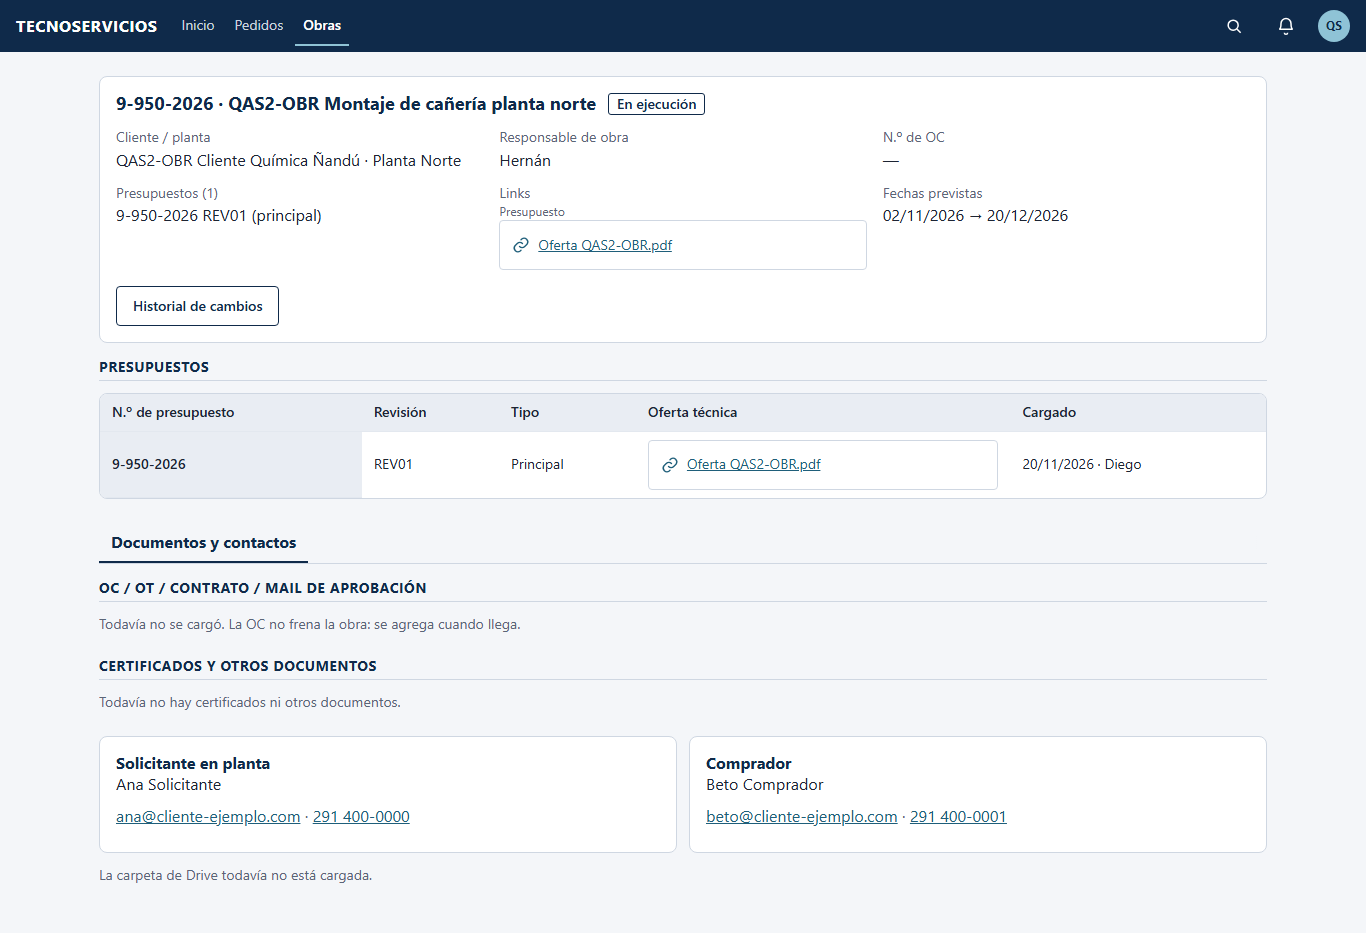 TECNOSERVICIOS Inicio Pedidos Obras QS
9-950-2026 · QAS2-OBR Montaje de cañería planta norte En ejecución
Cliente / planta
QAS2-OBR Cliente Química Ñandú · Planta Norte
Responsable de obra
Hernán
N.º de OC
—
Presupuestos (1)
9-950-2026 REV01 (principal)
Links
Presupuesto
Oferta QAS2-OBR.pdf
Fechas previstas
02/11/2026 → 20/12/2026
Historial de cambios
PRESUPUESTOS
N.º de presupuesto Revisión Tipo Oferta técnica Cargado
9-950-2026 REV01 Principal Oferta QAS2-OBR.pdf 20/11/2026 · Diego
Documentos y contactos
OC / OT / CONTRATO / MAIL DE APROBACIÓN
Todavía no se cargó. La OC no frena la obra: se agrega cuando llega.
CERTIFICADOS Y OTROS DOCUMENTOS
Todavía no hay certificados ni otros documentos.
Solicitante en planta
Ana Solicitante
ana@cliente-ejemplo.com · 291 400-0000
Comprador
Beto Comprador
beto@cliente-ejemplo.com · 291 400-0001
La carpeta de Drive todavía no está cargada.